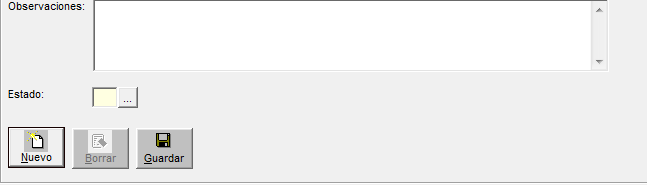 Observaciones:
Estado:
...
Nuevo
Borrar
Guardar